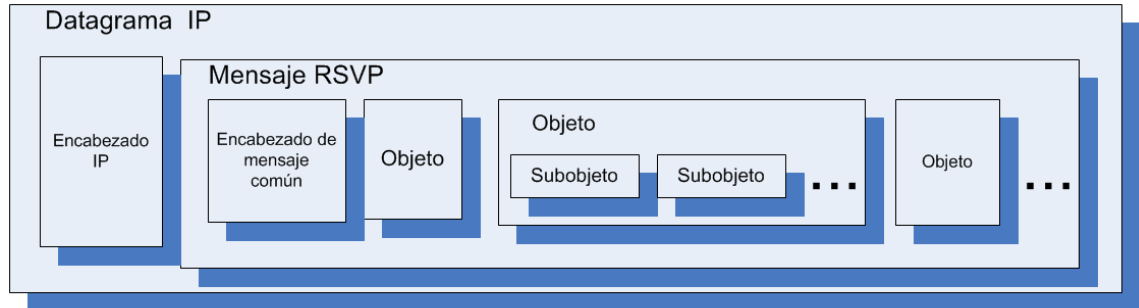 Datagrama IP
Mensaje RSVP
Encabezado
IP
Encabezado de
mensaje
común
Objeto
Objeto
Subobjeto
Subobjeto
...
Objeto
...